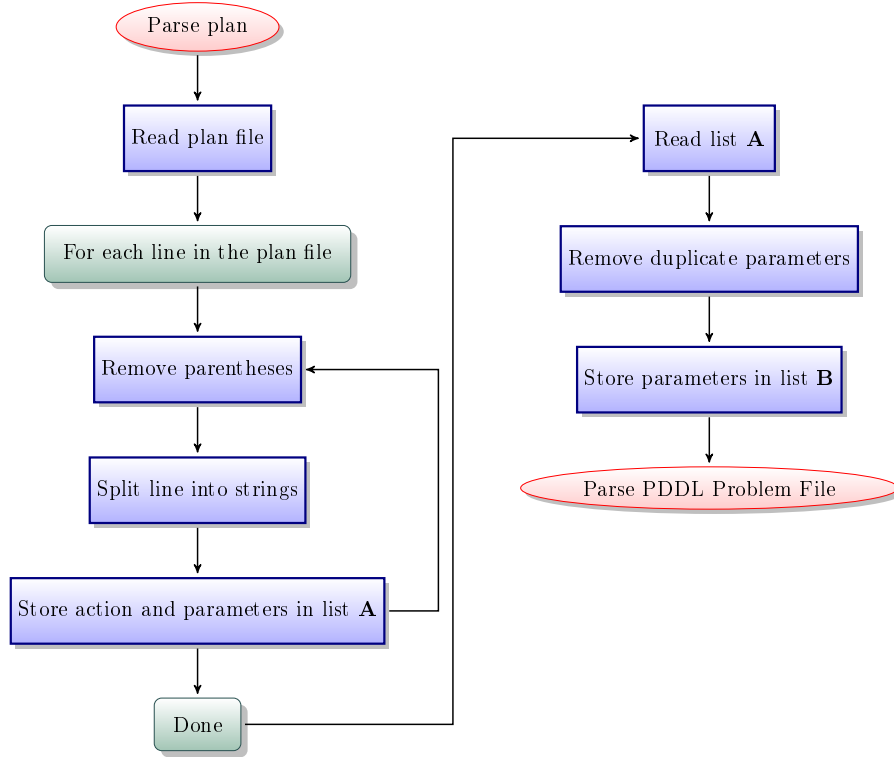 Parse plan
Read plan file
For each line in the plan file
Remove parentheses
Split line into strings
Store action and parameters in list A
Done
Read list A
Remove duplicate parameters
Store parameters in list B
Parse PDDL Problem File